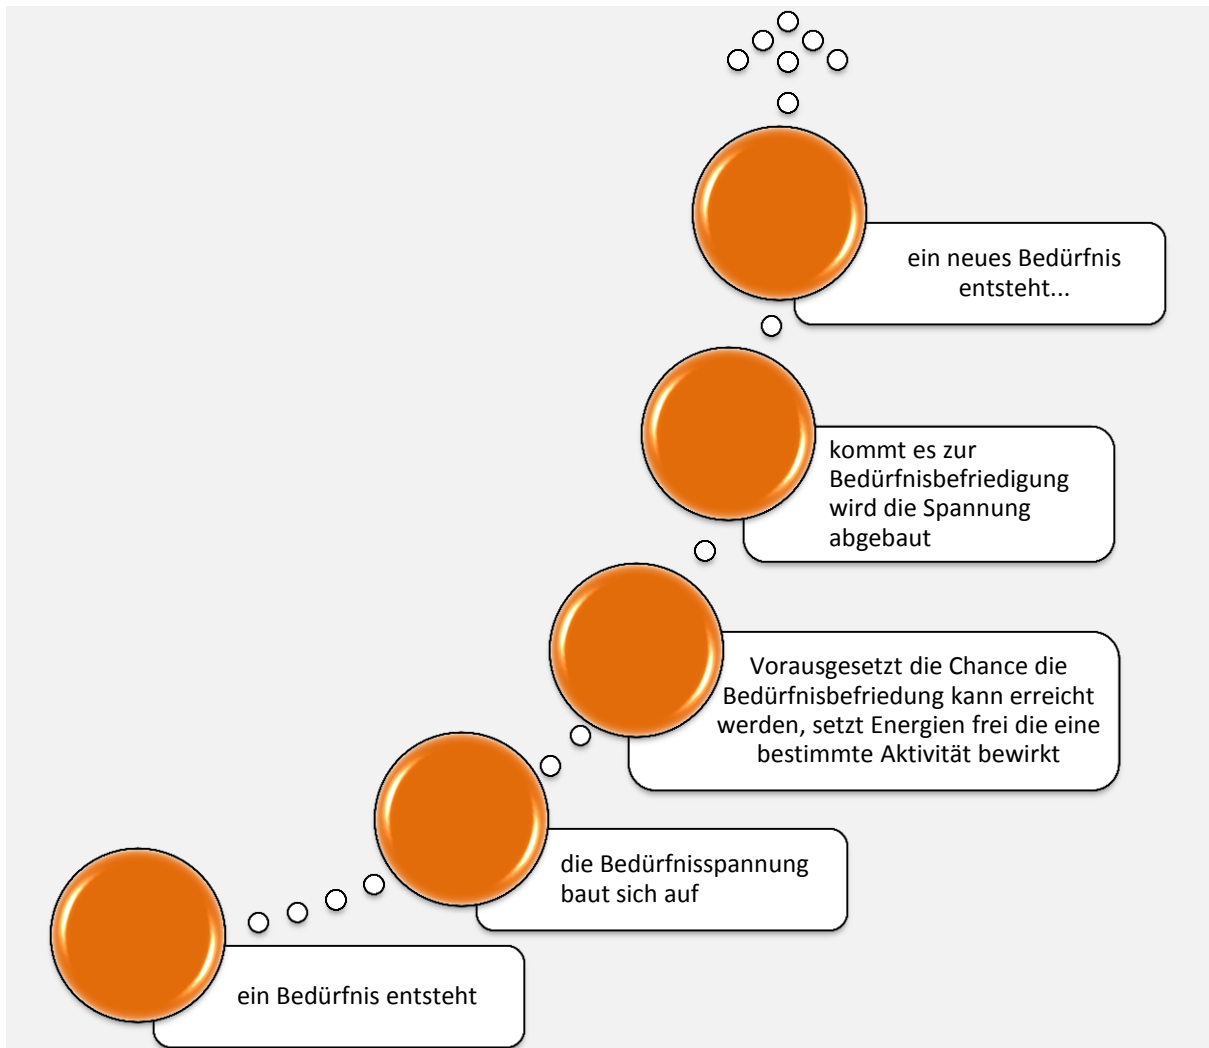 ein neues Bedürfnis
entsteht...
kommt es zur
Bedürfnisbefriedigung
wird die Spannung
abgebaut
Vorausgesetzt die Chance die
Bedürfnisbefriedung kann erreicht
werden, setzt Energien frei die eine
bestimmte Aktivität bewirkt
die Bedürfnisspannung
baut sich auf
ein Bedürfnis entsteht